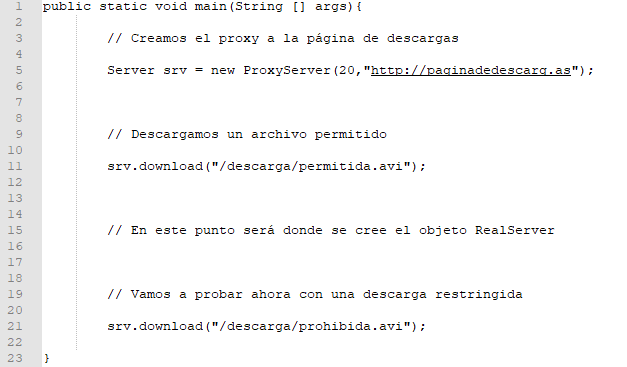 1 public static void main(String [] args){
2
3 // Creamos el proxy a la página de descargas
4
5 Server srv = new ProxyServer(20,"http://paginadedescarg.as");
6
7
8
9 // Descargamos un archivo permitido
10
11 srv.download("/descarga/permitida.avi");
12
13
14
15 // En este punto será donde se cree el objeto RealServer
16
17
18
19 // Vamos a probar ahora con una descarga restringida
20
21 srv.download("/descarga/prohibida.avi");
22
23 }